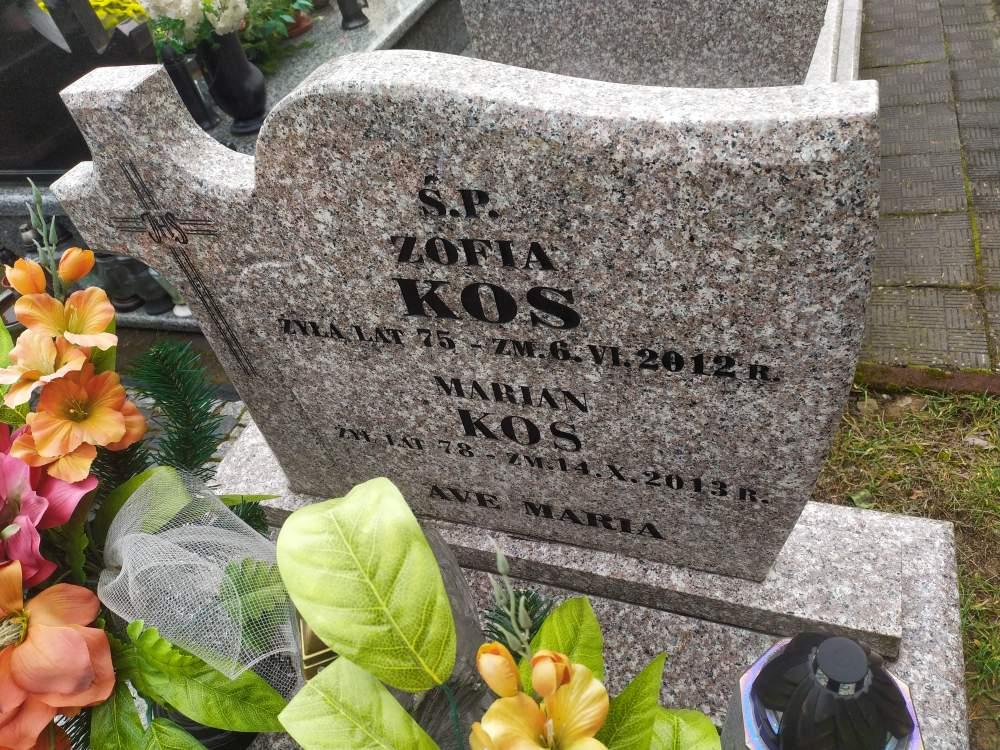 JHS
Ś.P.
ZOFIA
KOS
ŻYŁA LAT 75 - ZM. 6. VI. 2012 R.
MARIAN
KOS
ŻYŁ LAT 78 - ZM. 14. X. 2013 R.
AVE MARIA